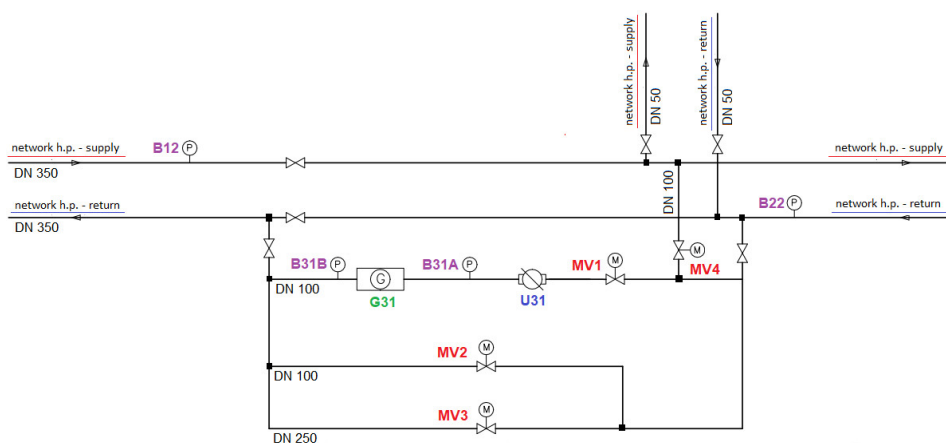 network h.p. - supply
network h.p. - return
DN 50
DN 50
network h.p. - supply
B12
P
network h.p. - supply
DN 350
DN 100
network h.p. - return
B22
P
network h.p. - return
DN 350
M
B31B
P
B31A
P
MV1
M
MV4
G
DN 100
G31
U31
MV2
M
DN 100
MV3
M
DN 250